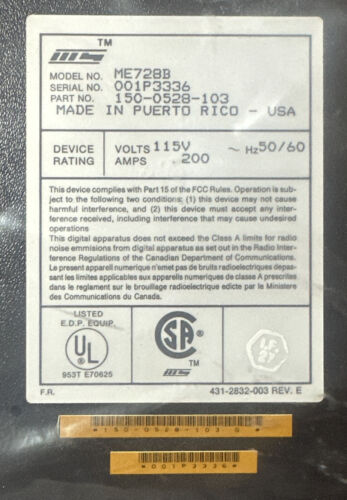 TM
MODEL NO. ME728B
SERIAL NO. 001P3336
PART NO. 150-0528-103
MADE IN PUERTO RICO - USA
DEVICE RATING VOLTS 115V ~ Hz 50/60
AMPS .200
This device complies with Part 15 of the FCC Rules. Operation is sub-
ject to the following two conditions: (1) this device may not cause
harmful interference, and (2) this device must accept any inter-
ference received, including interference that may cause undesired
operations
This digital apparatus does not exceed the Class A limite for radio
noise emmissions from digital apparatus as set out in the Radio Inter-
ference Regulations of the Canadian Department of Communications.
Le present apparell numerique n'emet pas de bruits radioelectriques depas-
sant les limites applicables aux appareils numeriques de classe A prescrites
dans le reglament sur le brouillage radioelectrique edicte par le Ministere
des Communications du Canada.
LISTED
E.D.P. EQUIP.
UL
®
953T E70625
SA
TM
F.R.
431-2832-003 REV. E
*150-0528-103 G *
*001P3336*